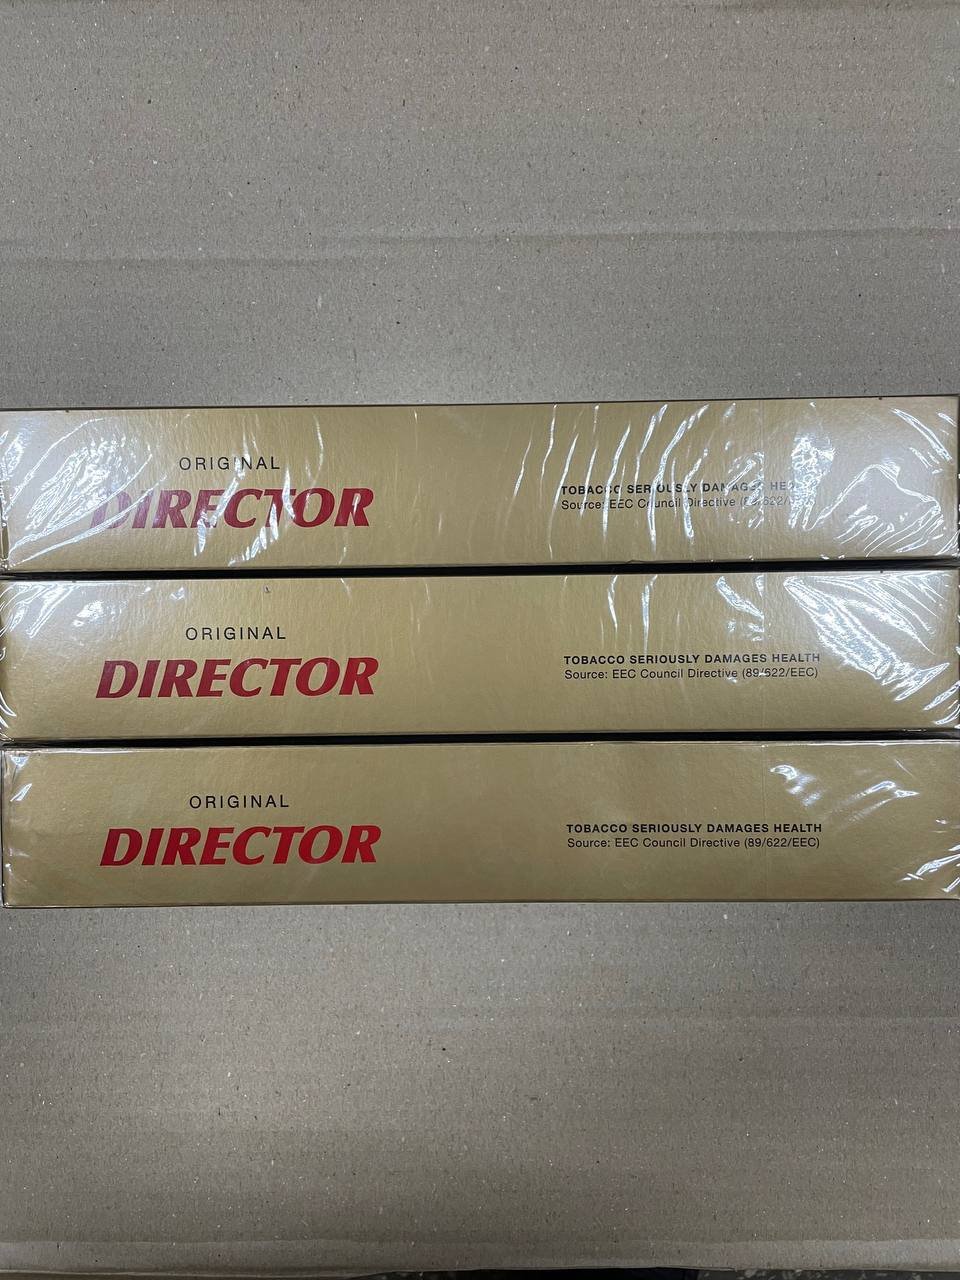 ORIGINAL
DIRECTOR
TOBACCO SERIOUSLY DAMAGES
Source: EEC Council Directive
ORIGINAL
DIRECTOR
TOBACCO SERIOUSLY DAMAGES HEALTH
Source: EEC Council Directive (89/622/EEC)
ORIGINAL
DIRECTOR
TOBACCO SERIOUSLY DAMAGES HEALTH
Source: EEC Council Directive (89/622/EEC)